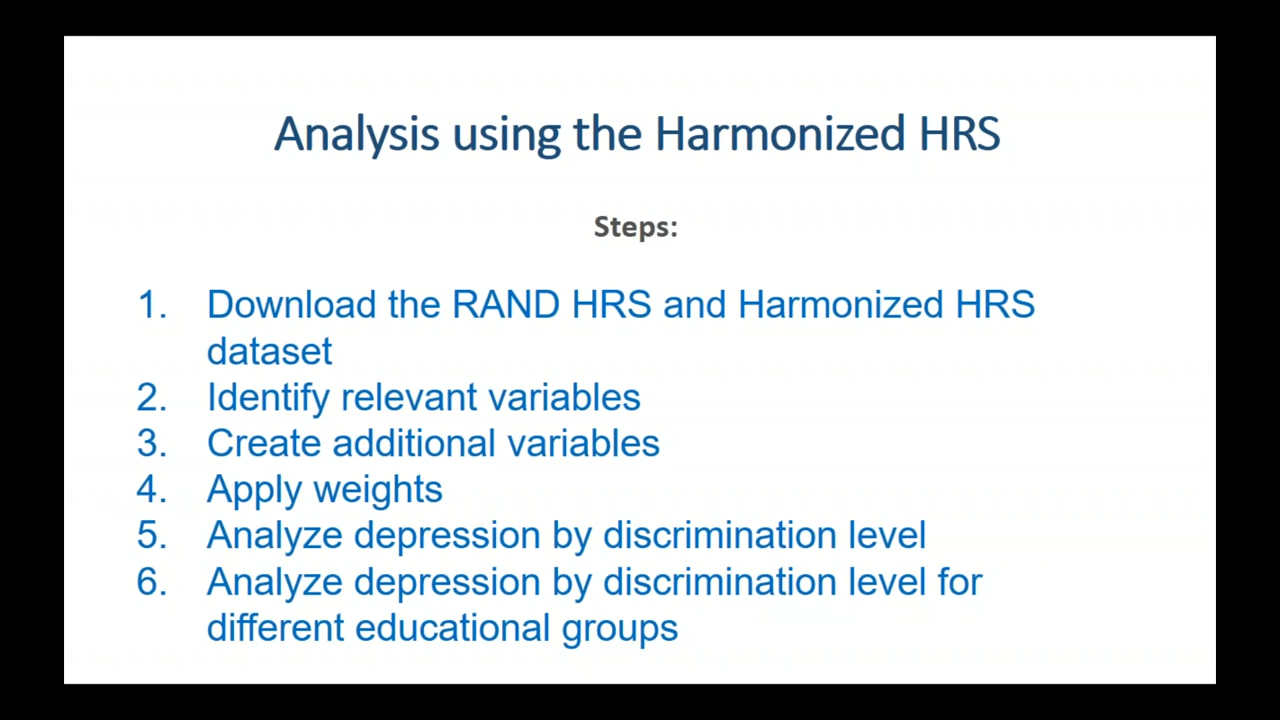 Analysis using the Harmonized HRS
Steps:
1. Download the RAND HRS and Harmonized HRS
dataset
2. Identify relevant variables
3. Create additional variables
4. Apply weights
5. Analyze depression by discrimination level
6. Analyze depression by discrimination level for
different educational groups